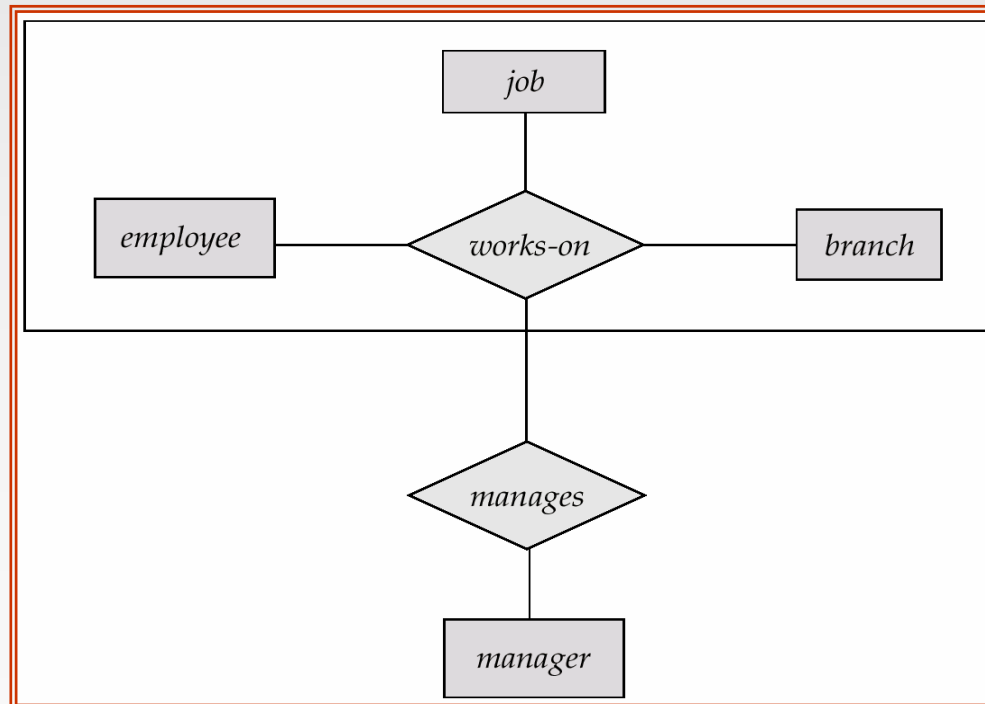 job
employee
works-on
branch
manages
manager